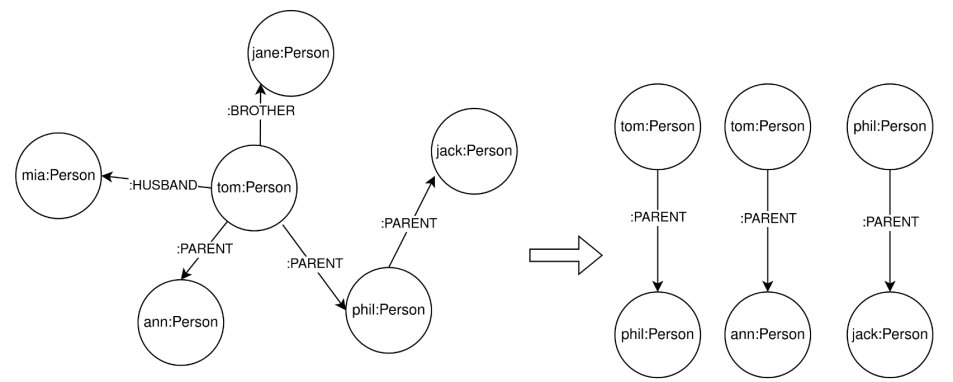 jane:Person
:BROTHER
jack:Person
mia:Person
:HUSBAND
tom:Person
:PARENT
:PARENT
:PARENT
ann:Person
phil:Person
tom:Person
tom:Person
phil:Person
:PARENT
:PARENT
:PARENT
phil:Person
ann:Person
jack:Person